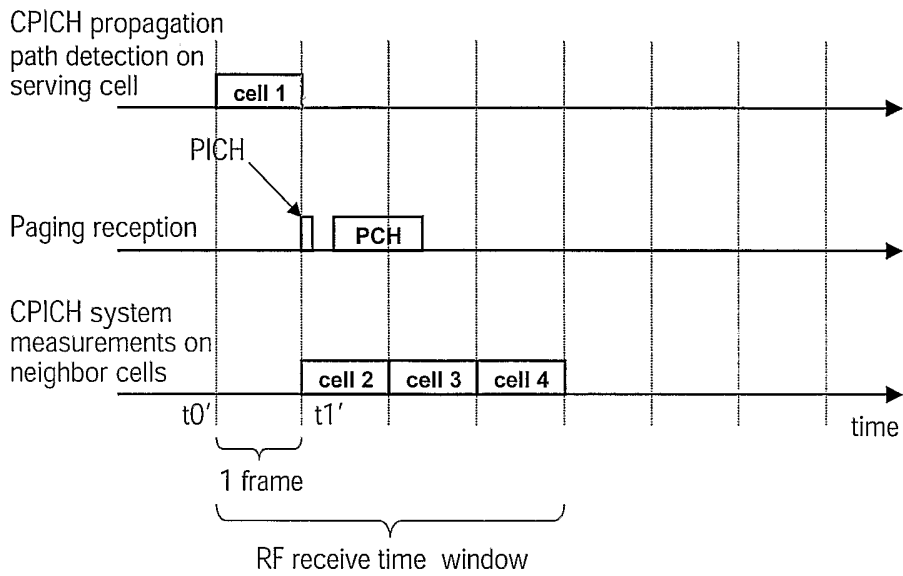 CPICH propagation
path detection on
serving cell
cell 1
PICH
Paging reception
PCH
CPICH system
measurements on
neighbor cells
cell 2 cell 3 cell 4
t0' t1' time
1 frame
RF receive time window